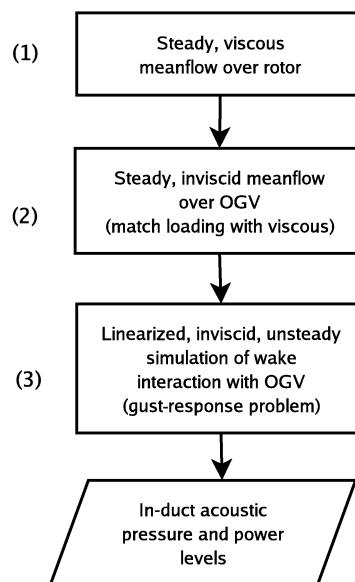 (1)
Steady, viscous
meanflow over rotor
(2)
Steady, inviscid meanflow
over OGV
(match loading with viscous)
(3)
Linearized, inviscid, unsteady
simulation of wake
interaction with OGV
(gust-response problem)
In-duct acoustic
pressure and power
levels